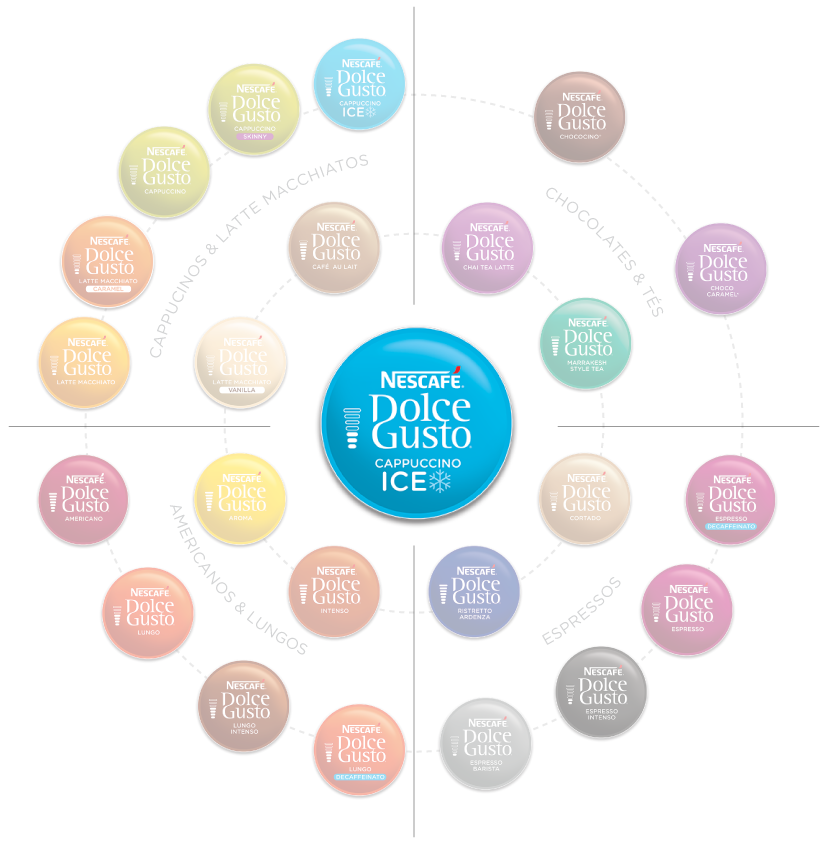 NESCAFÉ
DOLCE
GUSTO
CAPPUCCINO
ICE
NESCAFÉ
DOLCE
GUSTO
CAPPUCCINO
SKINNY
NESCAFÉ
DOLCE
GUSTO
CAPPUCCINO
NESCAFÉ
DOLCE
GUSTO
LATTE MACCHIATO
CARAMEL
NESCAFÉ
DOLCE
GUSTO
LATTE MACCHIATO
CAPPUCINOS & LATTE MACCHIATOS
NESCAFÉ
DOLCE
GUSTO
CAFÉ AU LAIT
NESCAFÉ
DOLCE
GUSTO
LATTE MACCHIATO
VANILLA
NESCAFÉ
DOLCE
GUSTO
CHOCOCINO
CHOCOLATES & TÉS
NESCAFÉ
DOLCE
GUSTO
CHAI TEA LATTE
NESCAFÉ
DOLCE
GUSTO
CHOCO
CARAMEL
NESCAFÉ
DOLCE
GUSTO
MARRAKESH
STYLE TEA
NESCAFÉ
DOLCE
GUSTO
CAPPUCCINO
ICE
NESCAFÉ
DOLCE
GUSTO
AMERICANO
NESCAFÉ
DOLCE
GUSTO
AROMA
AMERICANOS & LUNGOS
NESCAFÉ
DOLCE
GUSTO
LUNGO
NESCAFÉ
DOLCE
GUSTO
INTENSO
NESCAFÉ
DOLCE
GUSTO
LUNGO
INTENSO
NESCAFÉ
DOLCE
GUSTO
LUNGO
DECAFFEINATO
NESCAFÉ
DOLCE
GUSTO
CORTADO
NESCAFÉ
DOLCE
GUSTO
ESPRESSO
DECAFFEINATO
NESCAFÉ
DOLCE
GUSTO
RISTRETTO
ARDENZA
ESPRESSOS
NESCAFÉ
DOLCE
GUSTO
ESPRESSO
NESCAFÉ
DOLCE
GUSTO
ESPRESSO
INTENSO
NESCAFÉ
DOLCE
GUSTO
ESPRESSO
BARISTA